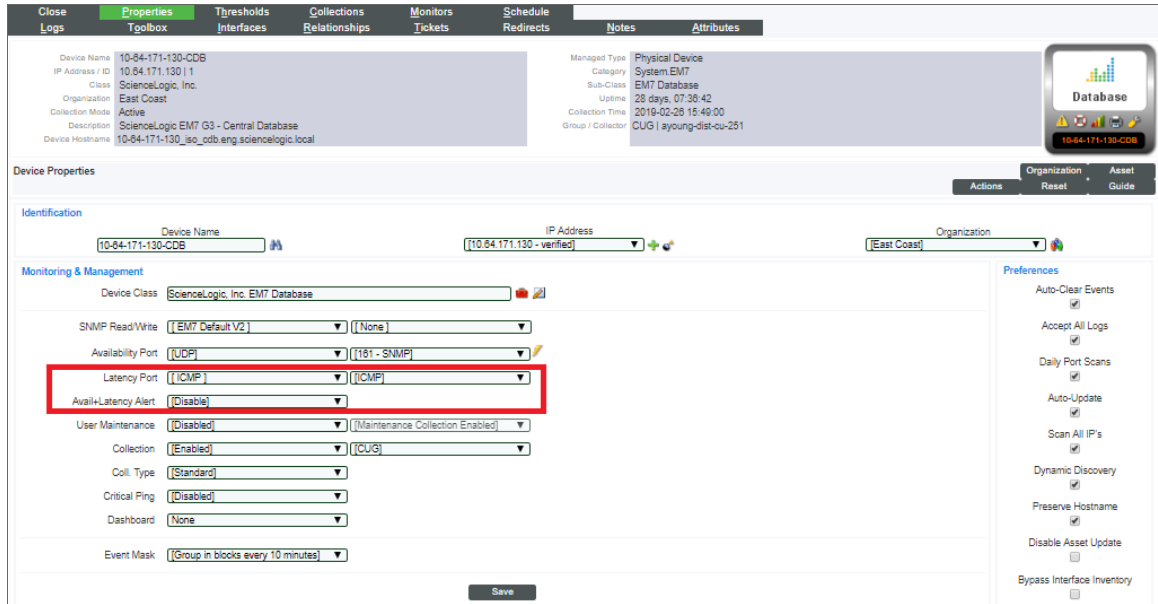 Close Properties Thresholds Collections Monitors Schedule
Logs Toolbox Interfaces Relationships Tickets Redirects Notes Attributes
Device Name 10-64-171-130-CDB
IP Address / ID 10.64.171.130 | 1
Class ScienceLogic, Inc.
Organization East Coast
Collection Mode Active
Description ScienceLogic EM7 G3 - Central Database
Device Hostname 10-64-171-130_iso_cdb.eng.sciencelogic.local
Managed Type Physical Device
Category System.EM7
Sub-Class EM7 Database
Uptime 28 days, 07:36:42
Collection Time 2019-02-26 15:49:00
Group / Collector CUG | ayoung-dist-cu-251
Database
10-64-171-130-CDB
Device Properties
Organization Asset
Actions Reset Guide
Identification
Device Name
10-64-171-130-CDB
IP Address
[10.64.171.130 - verified]
Organization
[East Coast]
Monitoring & Management
Device Class ScienceLogic, Inc. EM7 Database
SNMP Read/Write [ EM7 Default V2 ] [ None ]
Availability Port [UDP] [161 - SNMP]
Latency Port [ ICMP ] [ICMP]
Avail+Latency Alert [Disable]
User Maintenance [Disabled] [Maintenance Collection Enabled]
Collection [Enabled] [CUG]
Coll. Type [Standard]
Critical Ping [Disabled]
Dashboard None
Event Mask [Group in blocks every 10 minutes]
Save
Preferences
Auto-Clear Events
Accept All Logs
Daily Port Scans
Auto-Update
Scan All IP's
Dynamic Discovery
Preserve Hostname
Disable Asset Update
Bypass Interface Inventory